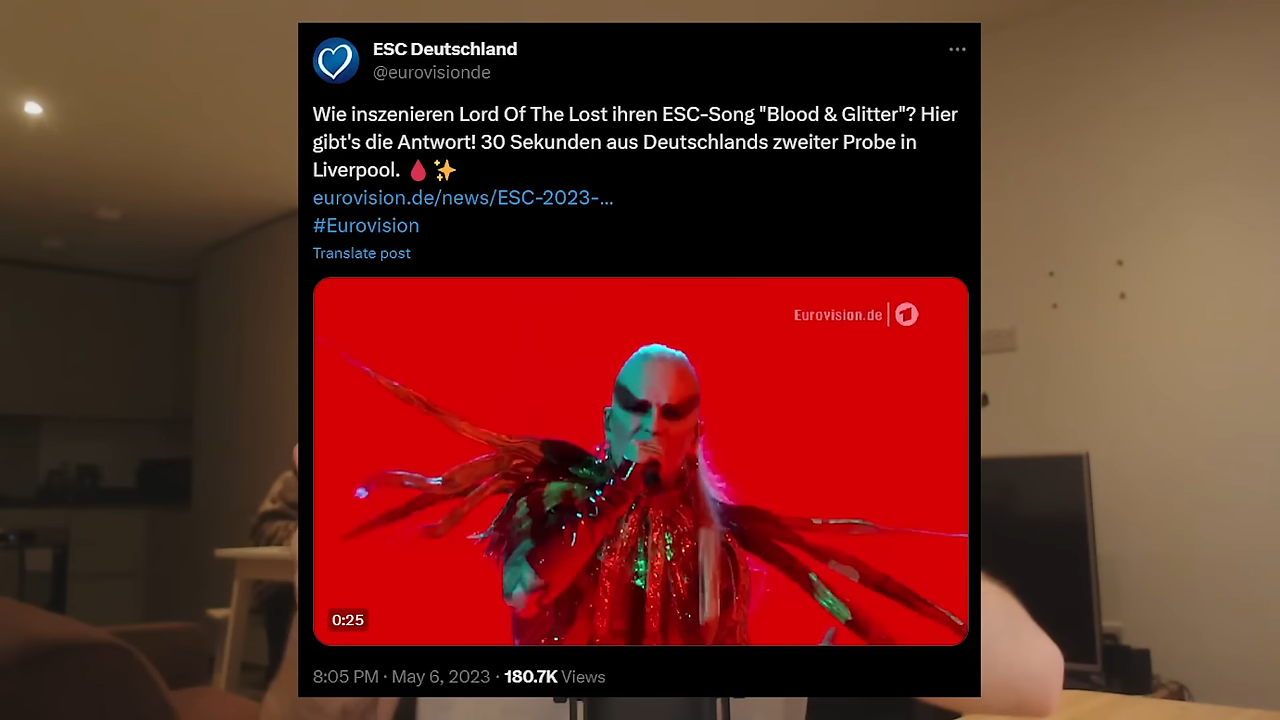 ESC Deutschland
@eurovisionde
Wie inszenieren Lord Of The Lost ihren ESC-Song "Blood & Glitter"? Hier
gibt's die Antwort! 30 Sekunden aus Deutschlands zweiter Probe in
Liverpool. 🩸✨
eurovision.de/news/ESC-2023-...
#Eurovision
Translate post
Eurovision.de
0:25
8:05 PM · May 6, 2023 · 180.7K Views